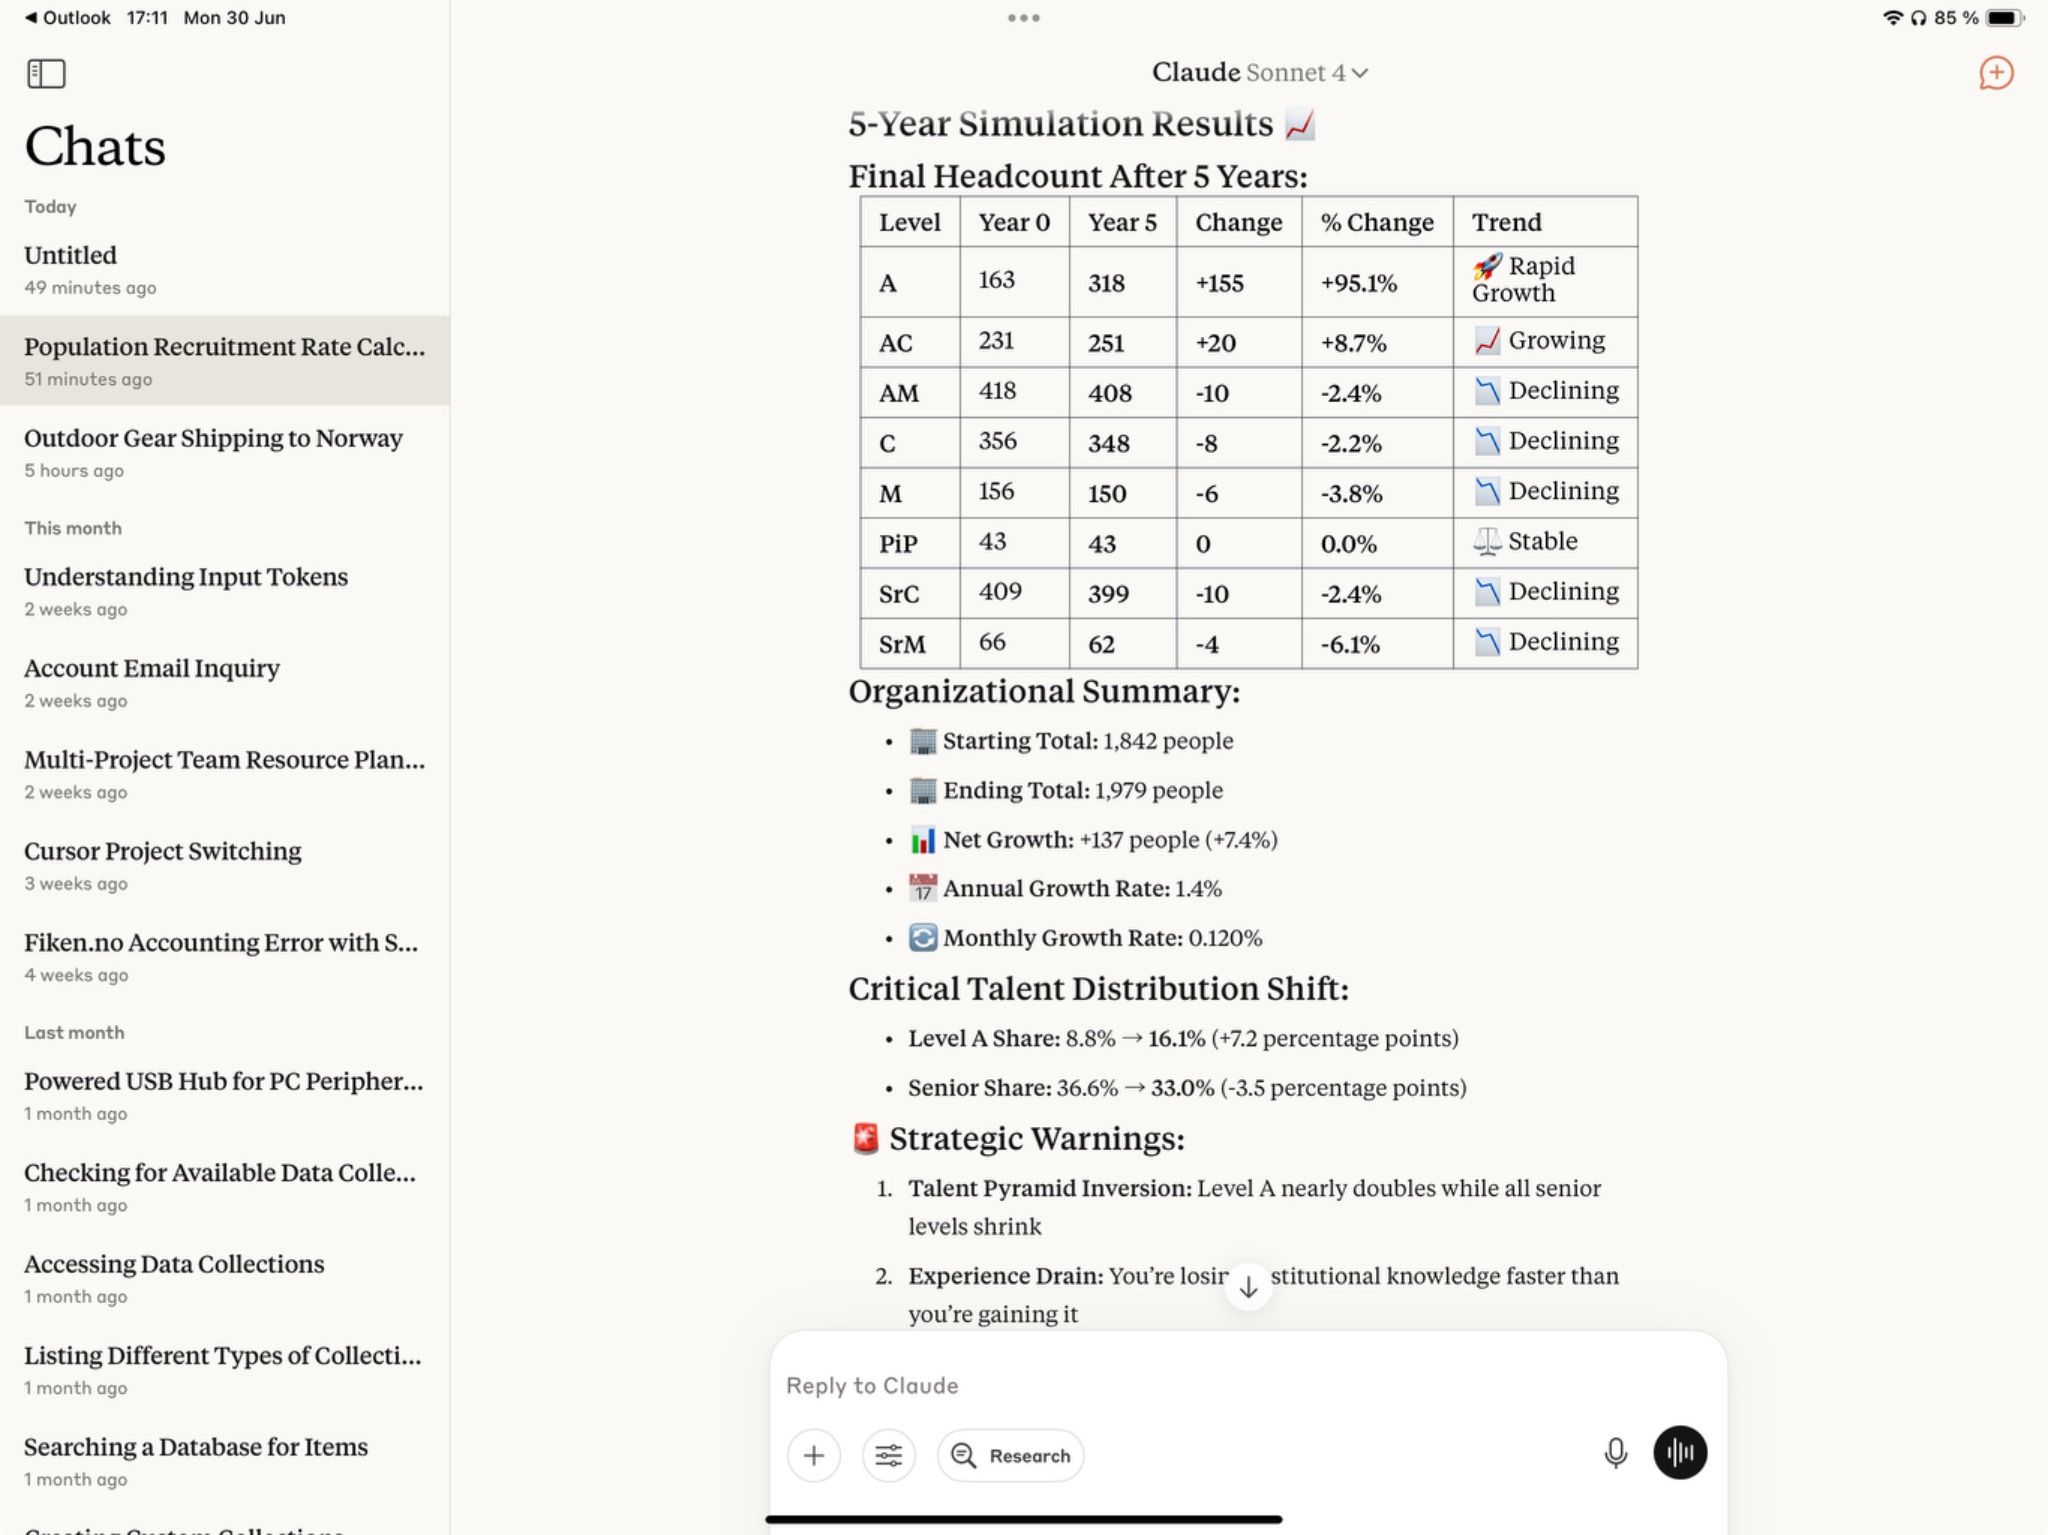 Outlook 17:11 Mon 30 Jun
85 %
Chats
Today
Untitled
49 minutes ago
Population Recruitment Rate Calc...
51 minutes ago
Outdoor Gear Shipping to Norway
5 hours ago
This month
Understanding Input Tokens
2 weeks ago
Account Email Inquiry
2 weeks ago
Multi-Project Team Resource Plan...
2 weeks ago
Cursor Project Switching
3 weeks ago
Fiken.no Accounting Error with S...
4 weeks ago
Last month
Powered USB Hub for PC Peripher...
1 month ago
Checking for Available Data Colle...
1 month ago
Accessing Data Collections
1 month ago
Listing Different Types of Collecti...
1 month ago
Searching a Database for Items
1 month ago
Claude Sonnet 4
5-Year Simulation Results 📈
Final Headcount After 5 Years:
Level Year 0 Year 5 Change % Change Trend
A 163 318 +155 +95.1% 🚀 Rapid
Growth
AC 231 251 +20 +8.7% 📈 Growing
AM 418 408 -10 -2.4% 📉 Declining
C 356 348 -8 -2.2% 📉 Declining
M 156 150 -6 -3.8% 📉 Declining
PiP 43 43 0 0.0% ⚖️ Stable
SrC 409 399 -10 -2.4% 📉 Declining
SrM 66 62 -4 -6.1% 📉 Declining
Organizational Summary:
• 🏢 Starting Total: 1,842 people
• 🏢 Ending Total: 1,979 people
• 📊 Net Growth: +137 people (+7.4%)
• 📅 Annual Growth Rate: 1.4%
• 🔄 Monthly Growth Rate: 0.120%
Critical Talent Distribution Shift:
• Level A Share: 8.8% → 16.1% (+7.2 percentage points)
• Senior Share: 36.6% → 33.0% (-3.5 percentage points)
🚨 Strategic Warnings:
1. Talent Pyramid Inversion: Level A nearly doubles while all senior
levels shrink
2. Experience Drain: You're knowledge faster than
you're gaining it
Reply to Claude
Research